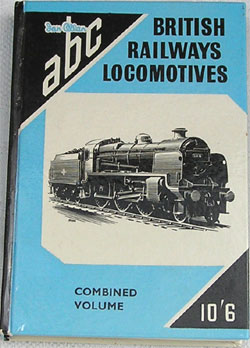 Ian Allan
abc
BRITISH
RAILWAYS
LOCOMOTIVES
COMBINED
VOLUME
10'6